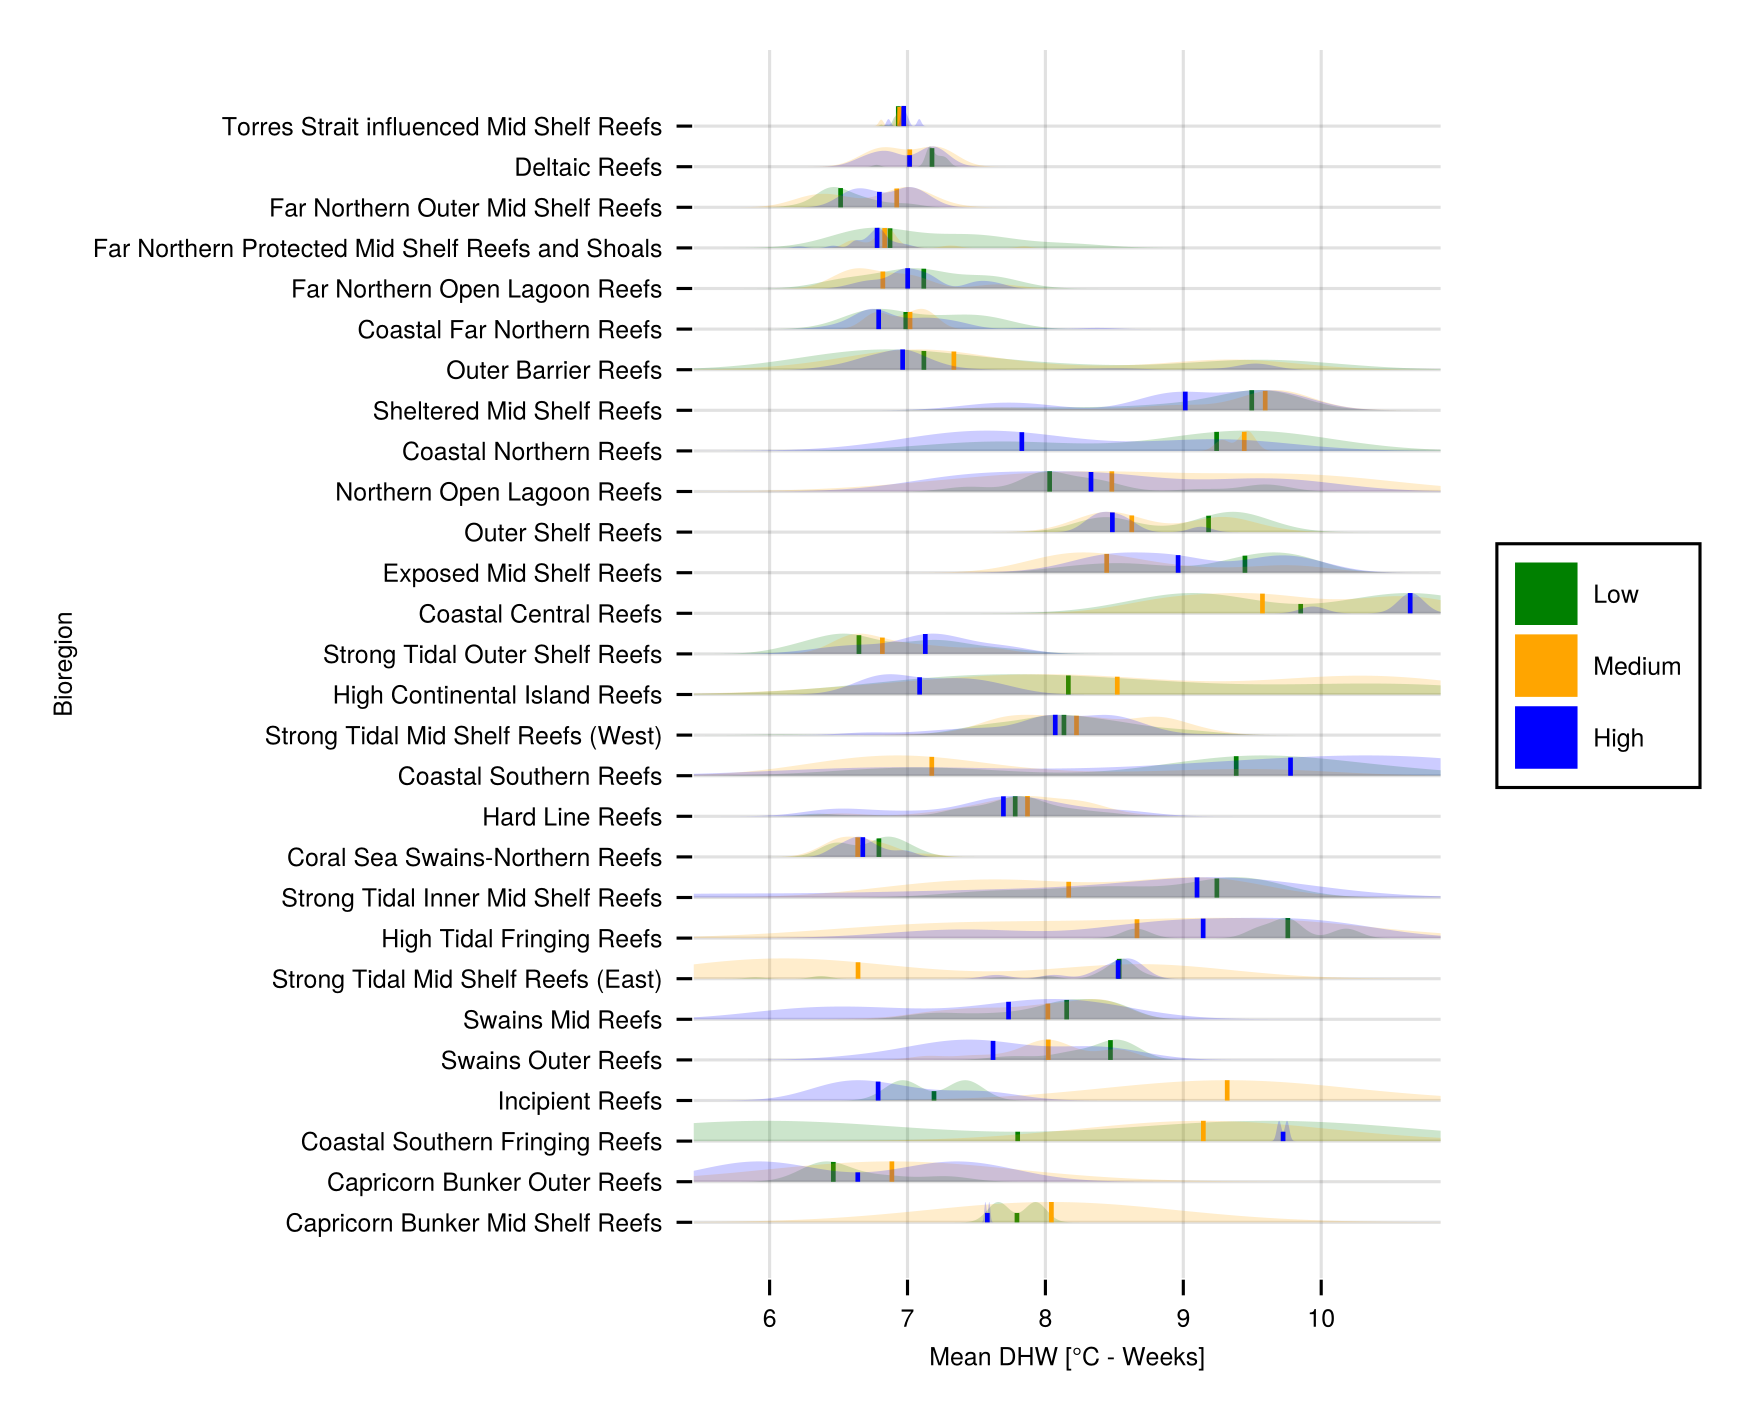 Torres Strait influenced Mid Shelf Reefs
Deltaic Reefs
Far Northern Outer Mid Shelf Reefs
Far Northern Protected Mid Shelf Reefs and Shoals
Far Northern Open Lagoon Reefs
Coastal Far Northern Reefs
Outer Barrier Reefs
Sheltered Mid Shelf Reefs
Coastal Northern Reefs
Northern Open Lagoon Reefs
Outer Shelf Reefs
Exposed Mid Shelf Reefs
Coastal Central Reefs
Strong Tidal Outer Shelf Reefs
High Continental Island Reefs
Strong Tidal Mid Shelf Reefs (West)
Coastal Southern Reefs
Hard Line Reefs
Coral Sea Swains-Northern Reefs
Strong Tidal Inner Mid Shelf Reefs
High Tidal Fringing Reefs
Strong Tidal Mid Shelf Reefs (East)
Swains Mid Reefs
Swains Outer Reefs
Incipient Reefs
Coastal Southern Fringing Reefs
Capricorn Bunker Outer Reefs
Capricorn Bunker Mid Shelf Reefs
Bioregion
6 7 8 9 10
Mean DHW [°C - Weeks]
Low
Medium
High